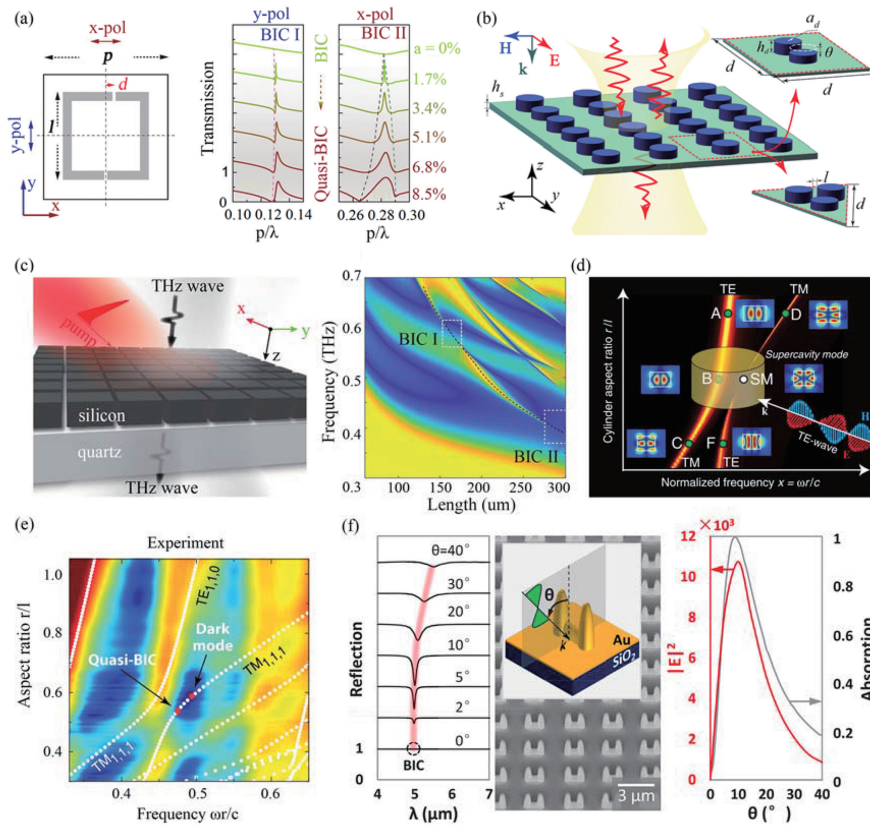 (a)
x-pol
p
d
y-pol
l
y
x
y-pol
BIC I
x-pol
BIC II
BIC
Quasi-BIC
a = 0%
1.7%
3.4%
5.1%
6.8%
8.5%
Transmission
1
0
0.10 0.12 0.14
p/λ
0.26 0.28 0.30
p/λ
(b)
H
E
k
h_s
z
x
y
a_d
h_d
θ
d
d
l
d
(c)
THz wave
pump
x
y
z
silicon
quartz
THz wave
Frequency (THz)
0.7
0.6
0.5
0.4
0.3
BIC I
BIC II
100 200 300
Length (um)
(d)
Cylinder aspect ratio r/l
TE
TM
A
D
Supercavity mode
B
SM
k
H
C
F
TE-wave
E
TM
TE
Normalized frequency x = ωr/c
(e)
Experiment
Aspect ratio r/l
1.0
0.8
0.6
0.4
TE1,1,0
Dark
mode
Quasi-BIC
TM1,1,1
TM1,1,1
0.4 0.5 0.6
Frequency ωr/c
(f)
Reflection
θ=40°
30°
20°
10°
5°
2°
0°
1
BIC
4 5 6 7
λ (μm)
θ
k
Au
SiO2
3 μm
×10³
|E|²
12
10
8
6
4
2
0
1
0.8
0.6
0.4
0.2
0
Absorption
0 10 20 30 40
θ (°)